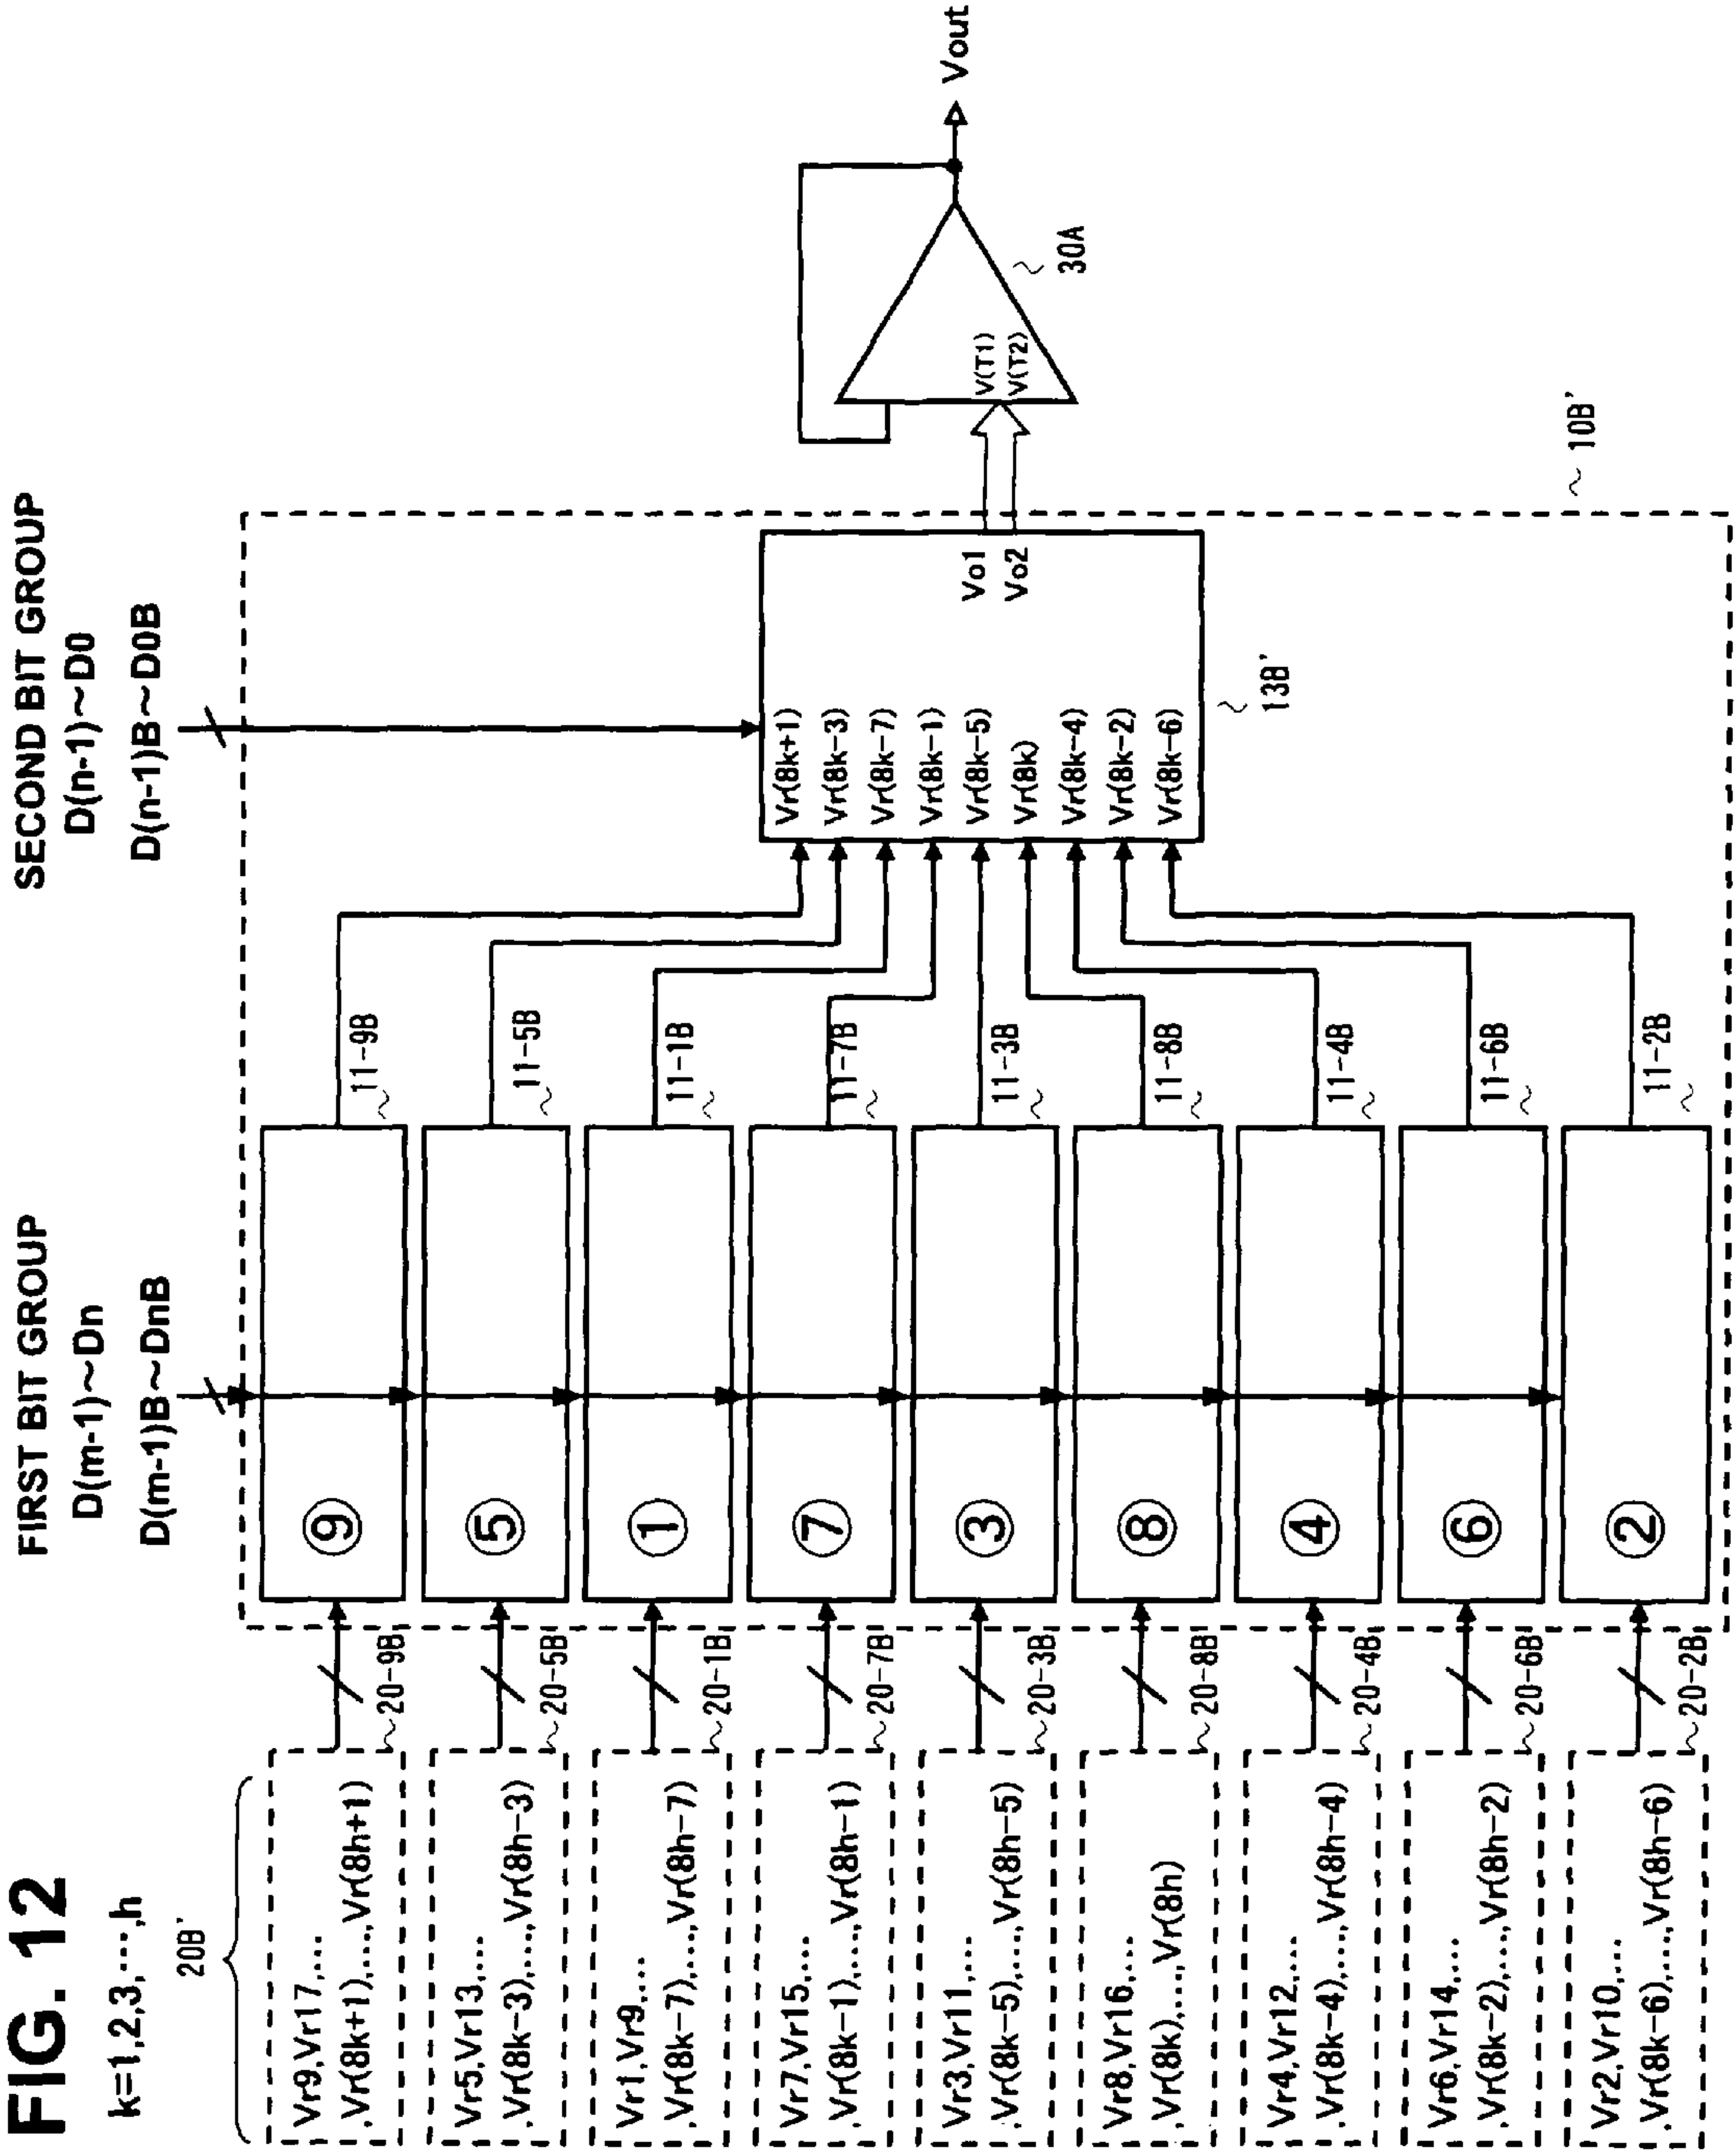 FIG. 12
k=1,2,3,···,h
20B'
FIRST BIT GROUP
D(m-1)~Dn
D(m-1)B~DnB
SECOND BIT GROUP
D(n-1)~D0
D(n-1)B~D0B
Vr9,Vr17,...
,Vr(8k+1),...,Vr(8h+1)
20-9B
⑨
11-9B
Vr5,Vr13,...
,Vr(8k-3),...,Vr(8h-3)
20-5B
⑤
11-5B
Vr1,Vr9,...
,Vr(8k-7),...,Vr(8h-7)
20-1B
①
11-1B
Vr7,Vr15,...
,Vr(8k-1),...,Vr(8h-1)
20-7B
⑦
11-7B
Vr3,Vr11,...
,Vr(8k-5),...,Vr(8h-5)
20-3B
③
11-3B
Vr8,Vr16,...
,Vr(8k),...,Vr(8h)
20-8B
⑧
11-8B
Vr4,Vr12,...
,Vr(8k-4),...,Vr(8h-4)
20-4B
④
11-4B
Vr6,Vr14,...
,Vr(8k-2),...,Vr(8h-2)
20-6B
⑥
11-6B
Vr2,Vr10,...
,Vr(8k-6),...,Vr(8h-6)
20-2B
②
11-2B
Vr(8k+1)
Vr(8k-3)
Vr(8k-7)
Vr(8k-1)
Vr(8k-5)
Vr(8k)
Vr(8k-4)
Vr(8k-2)
Vr(8k-6)
Vo1
Vo2
13B'
10B'
V(T1)
V(T2)
30A
Vout